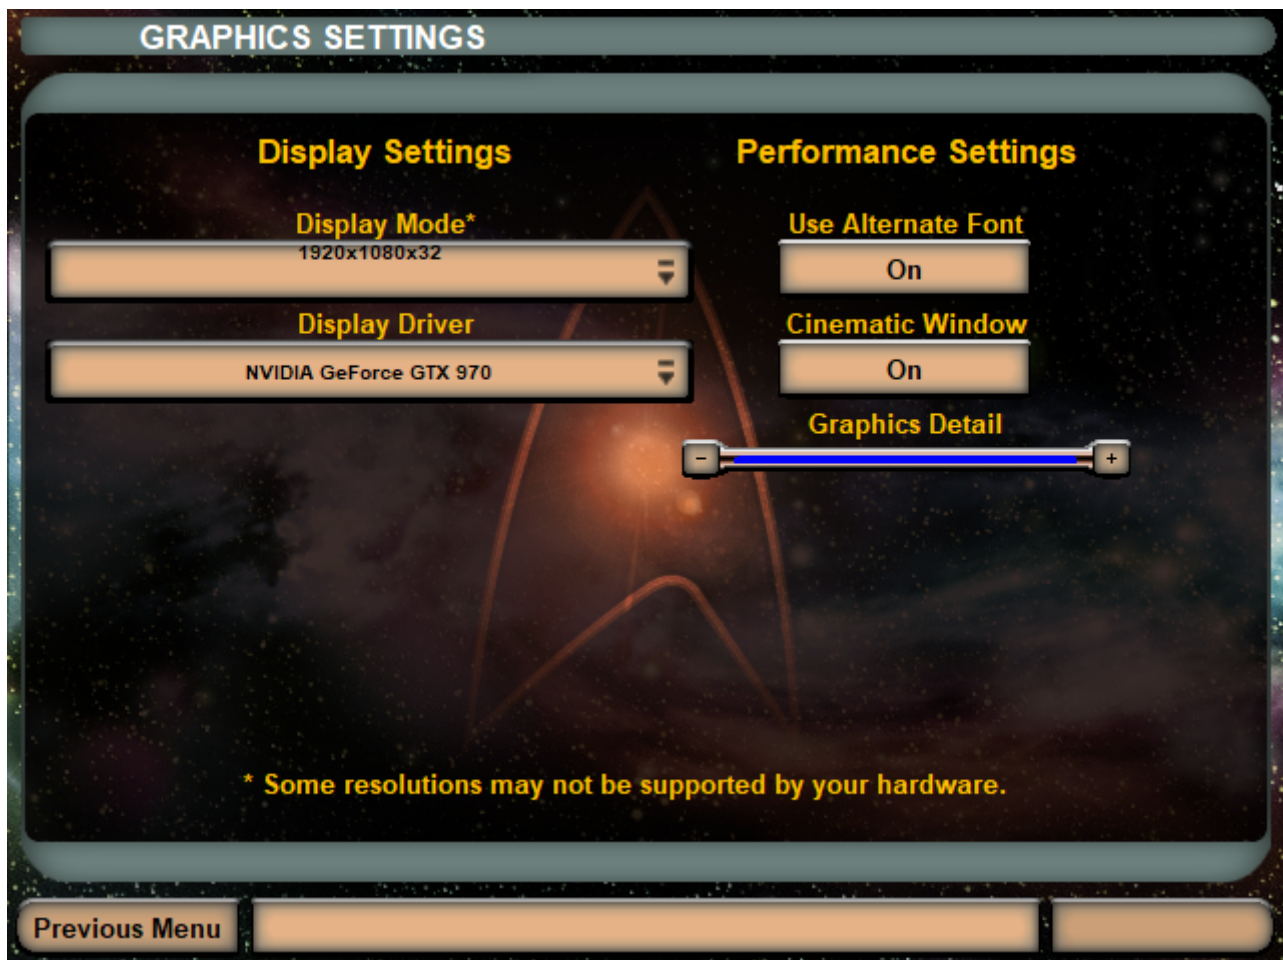 GRAPHICS SETTINGS
Display Settings
Display Mode*
1920x1080x32
Display Driver
NVIDIA GeForce GTX 970
Performance Settings
Use Alternate Font
On
Cinematic Window
On
Graphics Detail
- +
* Some resolutions may not be supported by your hardware.
Previous Menu